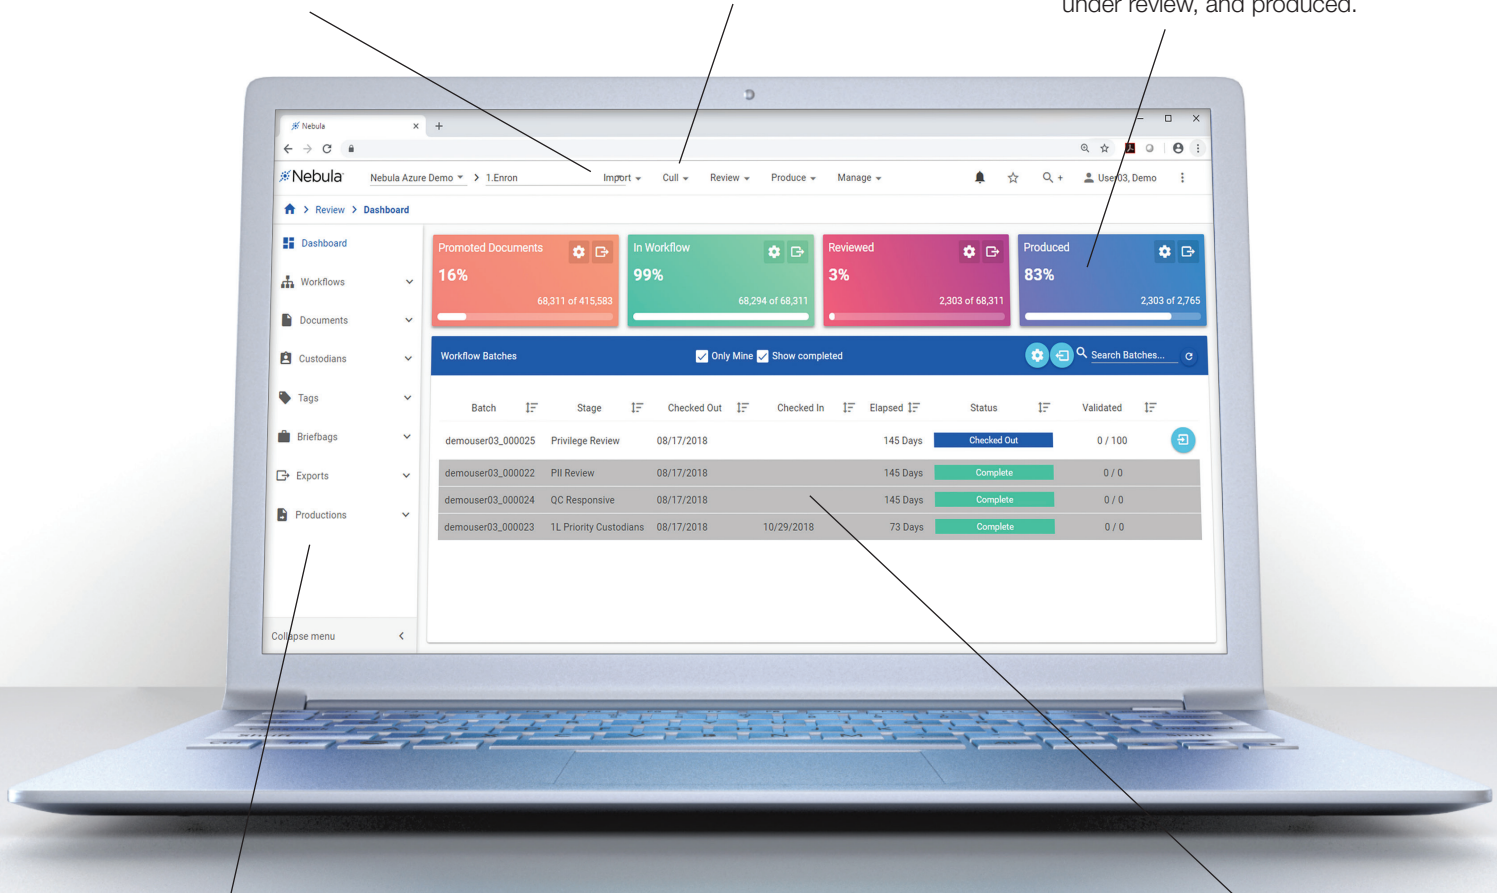 under review, and produced.
Nebula
Nebula
Nebula Azure Demo > 1.Enron Import Cull Review Produce Manage User03, Demo
> Review > Dashboard
Dashboard
Workflows
Documents
Custodians
Tags
Briefbags
Exports
Productions
Collapse menu
Promoted Documents
16%
68,311 of 415,583
In Workflow
99%
68,294 of 68,311
Reviewed
3%
2,303 of 68,311
Produced
83%
2,303 of 2,765
Workflow Batches Only Mine Show completed Search Batches...
Batch Stage Checked Out Checked In Elapsed Status Validated
demouser03_000025 Privilege Review 08/17/2018 145 Days Checked Out 0 / 100
demouser03_000022 PII Review 08/17/2018 145 Days Complete 0 / 0
demouser03_000024 QC Responsive 08/17/2018 145 Days Complete 0 / 0
demouser03_000023 1L Priority Custodians 08/17/2018 10/29/2018 73 Days Complete 0 / 0